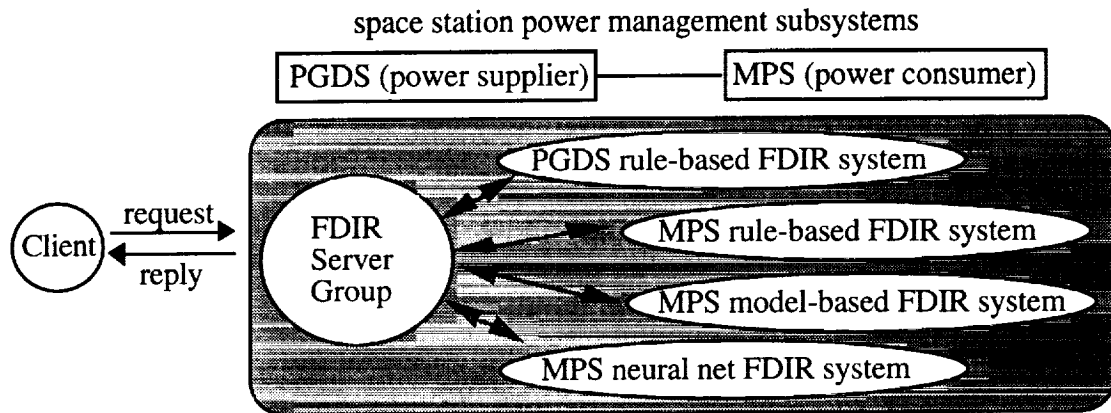 space station power management subsystems
PGDS (power supplier)
MPS (power consumer)
PGDS rule-based FDIR system
request
Client
reply
FDIR
Server
Group
MPS rule-based FDIR system
MPS model-based FDIR system
MPS neural net FDIR system